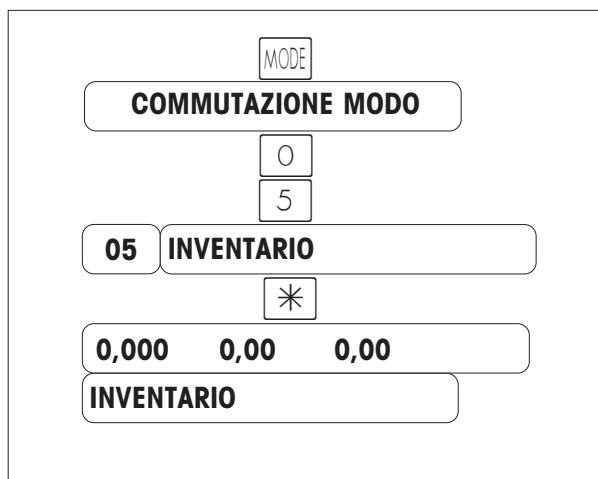 MODE
COMMUTAZIONE MODO
0
5
05 INVENTARIO
*
0,000 0,00 0,00
INVENTARIO